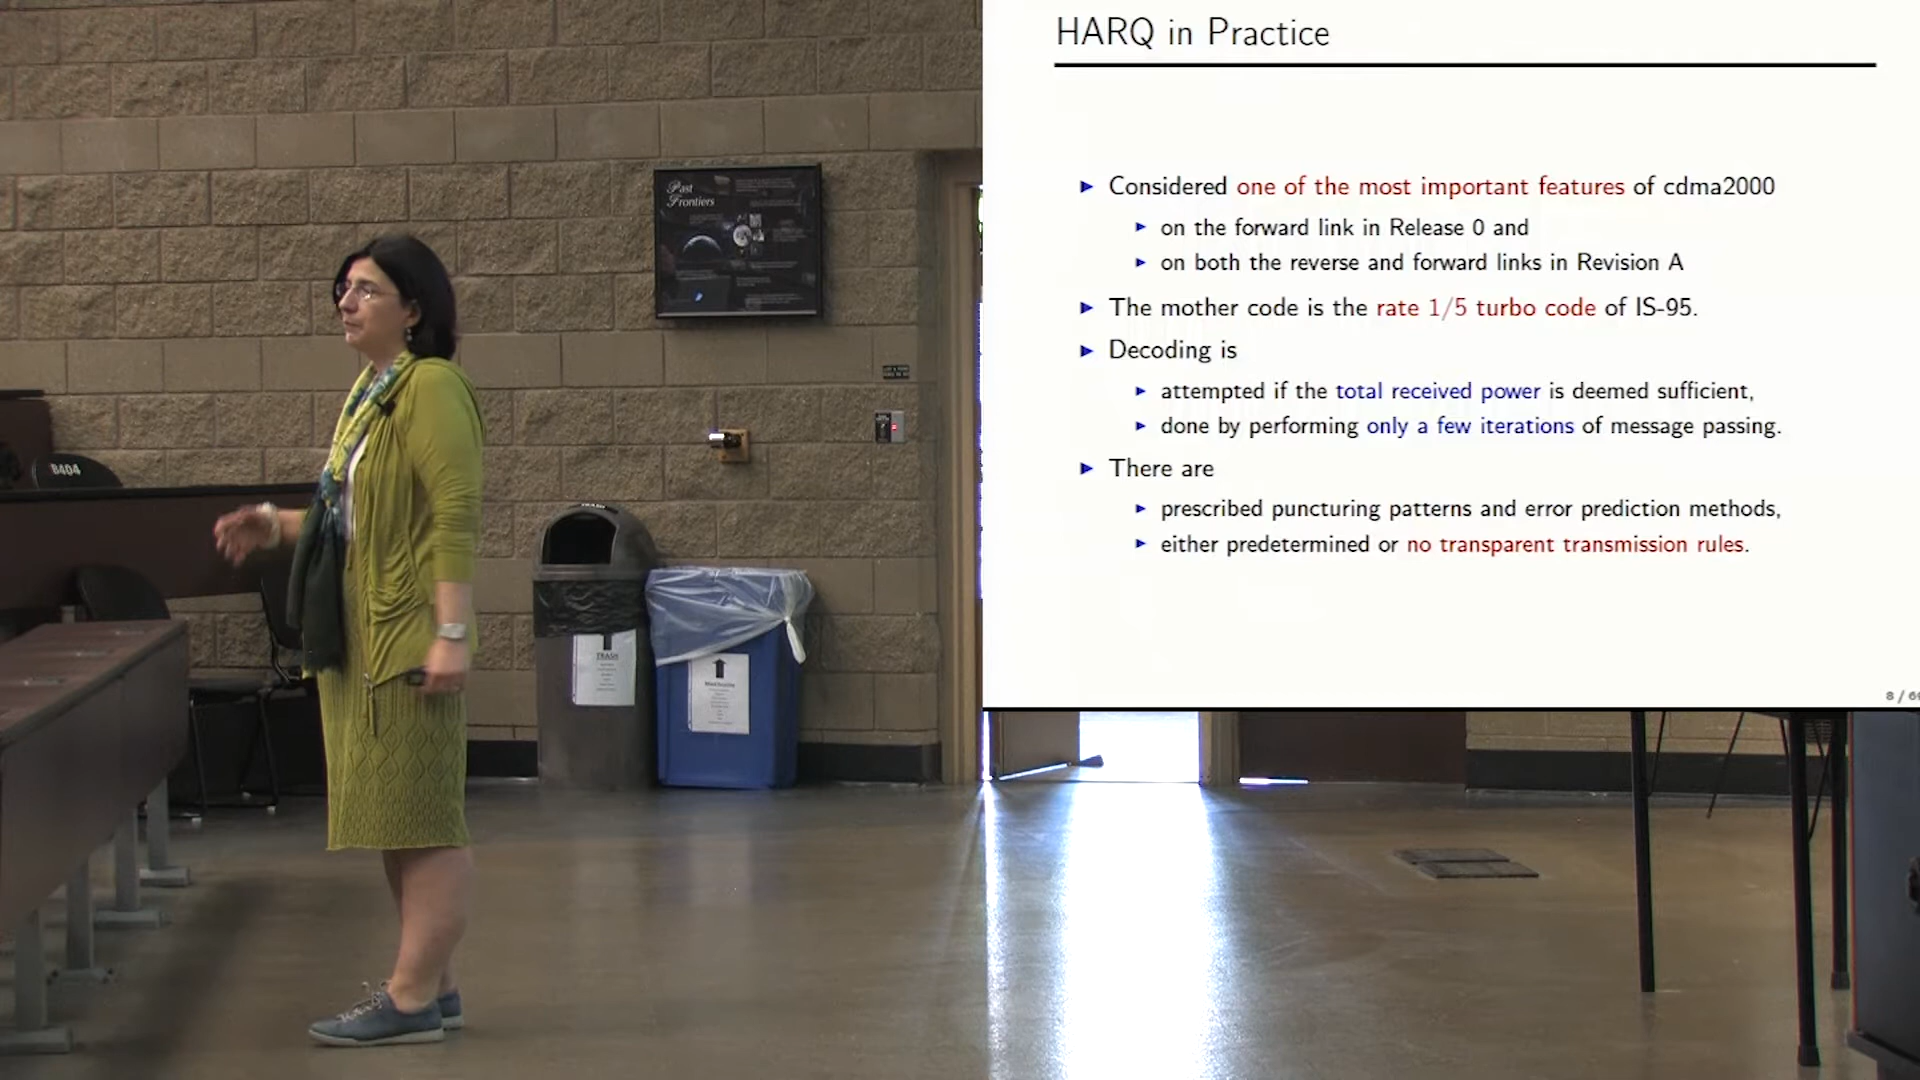 HARQ in Practice
Considered one of the most important features of cdma2000
on the forward link in Release 0 and
on both the reverse and forward links in Revision A
The mother code is the rate 1/5 turbo code of IS-95.
Decoding is
attempted if the total received power is deemed sufficient,
done by performing only a few iterations of message passing.
There are
prescribed puncturing patterns and error prediction methods,
either predetermined or no transparent transmission rules.
8 /
Past
Frontiers
B404
TRASH
TRASH